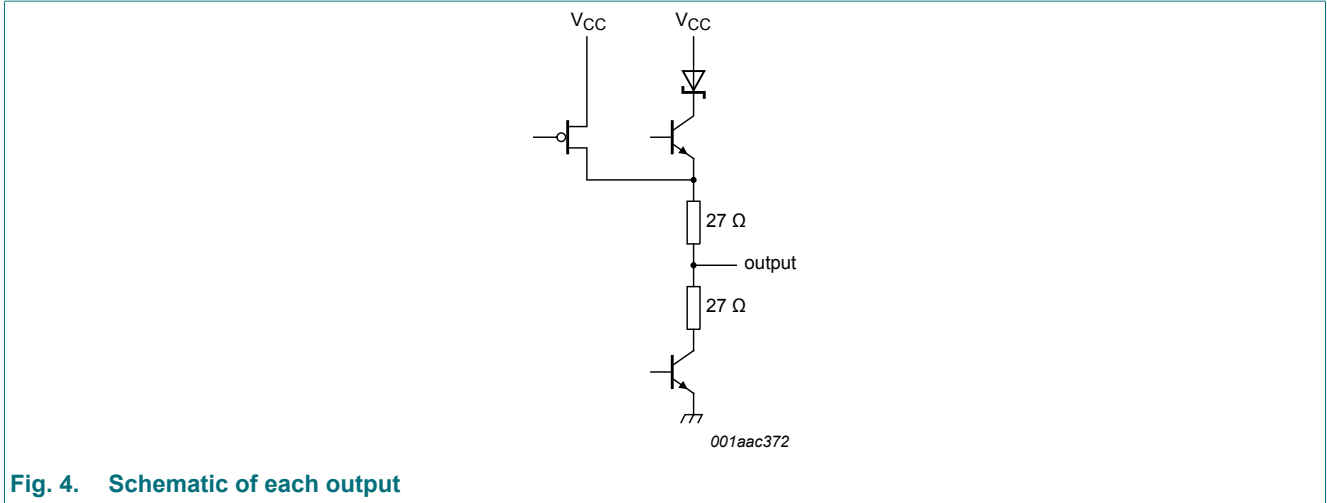 VCC VCC
27 Ω
output
27 Ω
001aac372
Fig. 4. Schematic of each output